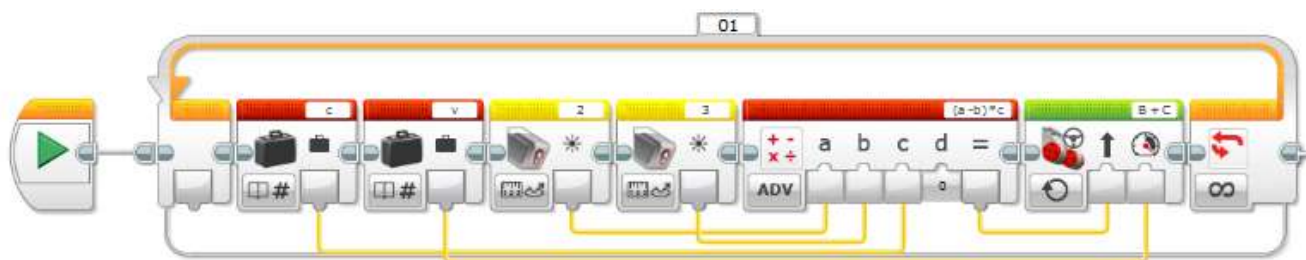 01
c
v
2
3
(a-b)*c
B + C
#
#
+ -
× ÷
a b c d =
ADV
0
∞